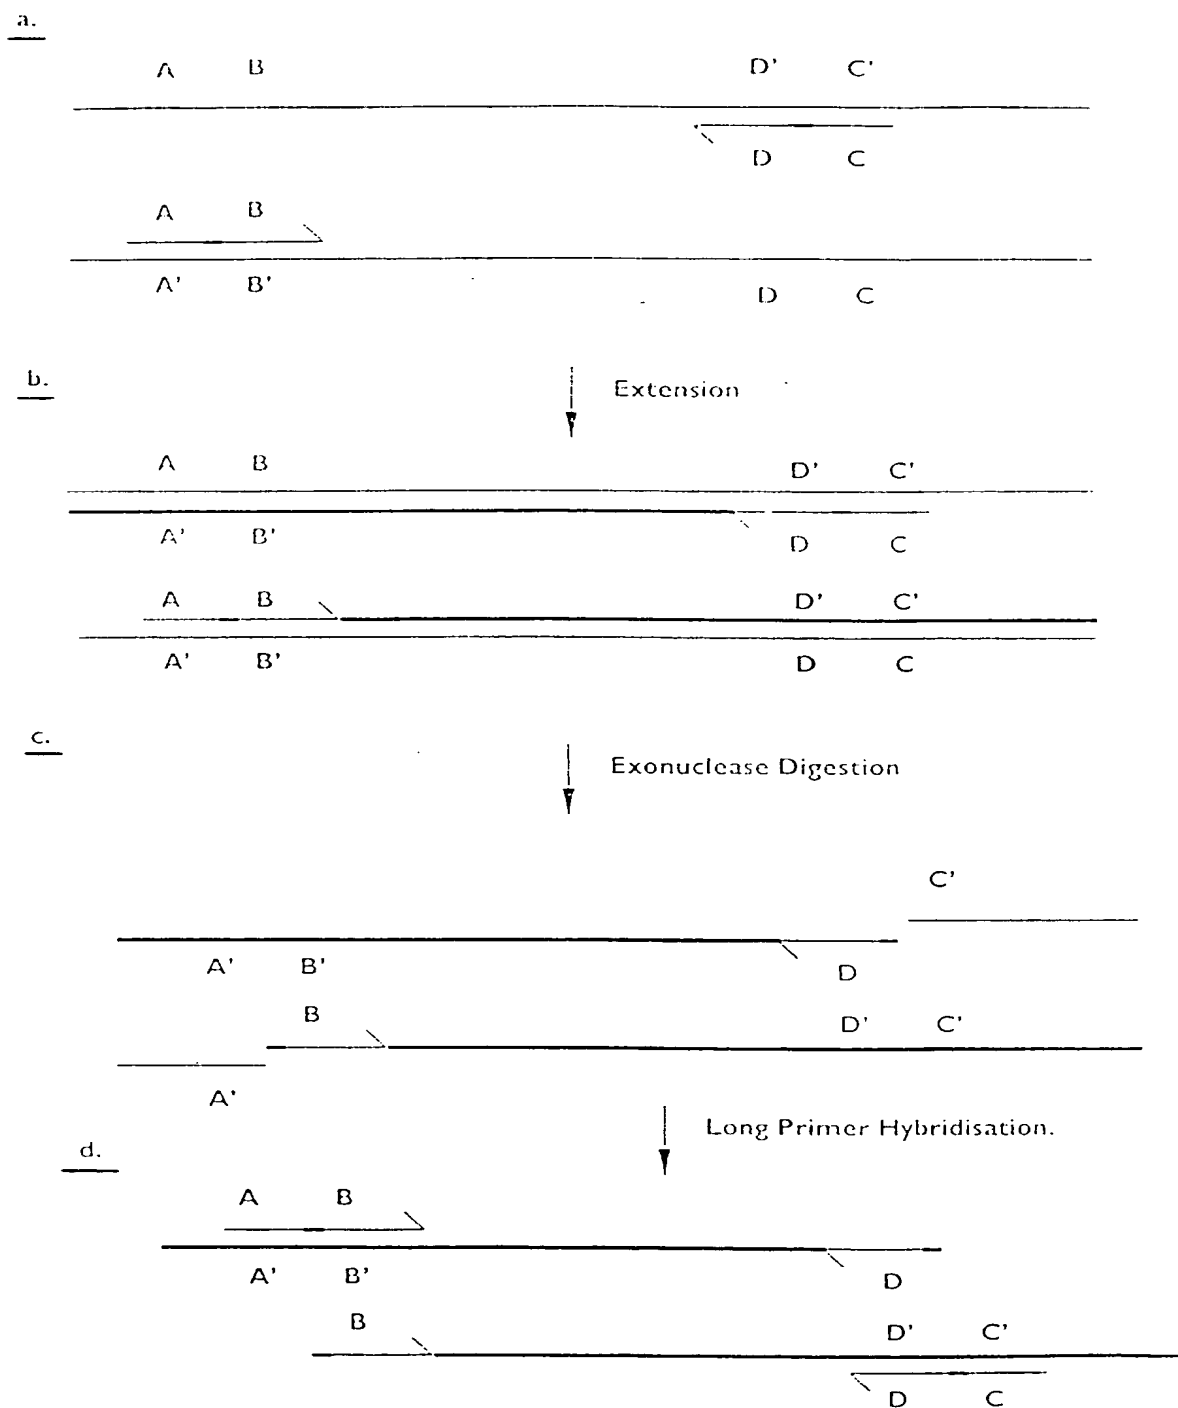 a.
A B D' C'
D C
A B
A' B'
D C
b.
Extension
A B D' C'
A' B' D C
A B D' C'
A' B' D C
c.
Exonuclease Digestion
C'
A' B' D
B D' C'
A'
Long Primer Hybridisation.
d.
A B
A' B' D
B D' C'
D C